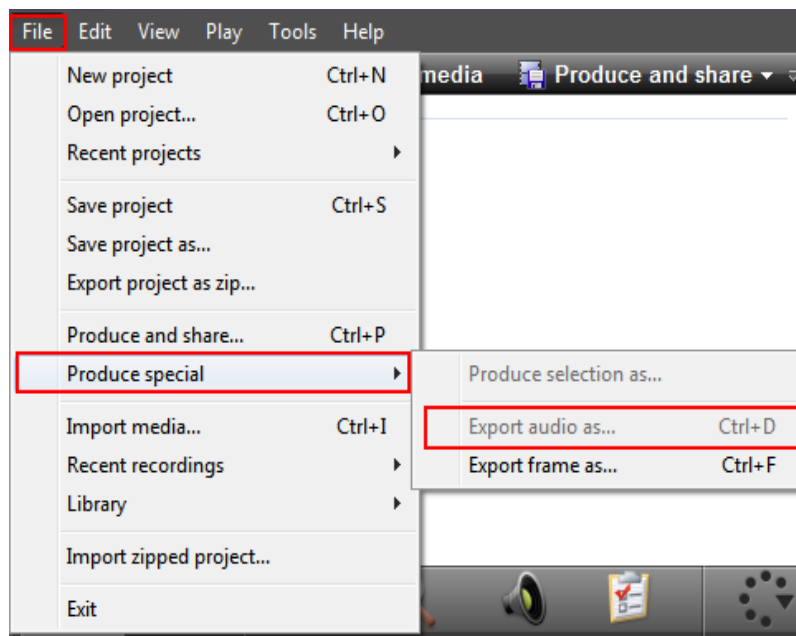 File Edit View Play Tools Help
media Produce and share
New project Ctrl+N
Open project... Ctrl+O
Recent projects
Save project Ctrl+S
Save project as...
Export project as zip...
Produce and share... Ctrl+P
Produce special
Produce selection as...
Import media... Ctrl+I
Export audio as... Ctrl+D
Recent recordings
Export frame as... Ctrl+F
Library
Import zipped project...
Exit